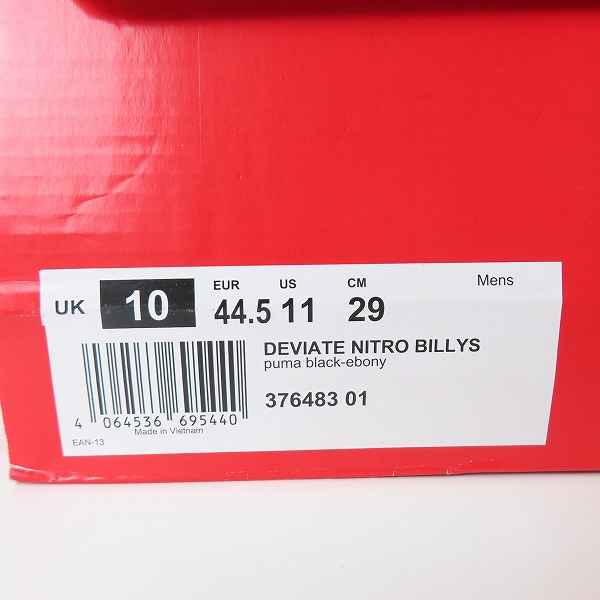 EUR US CM Mens
UK 10 44.5 11 29
DEVIATE NITRO BILLYS
puma black-ebony
376483 01
4 064536 695440
Made in Vietnam
EAN-13